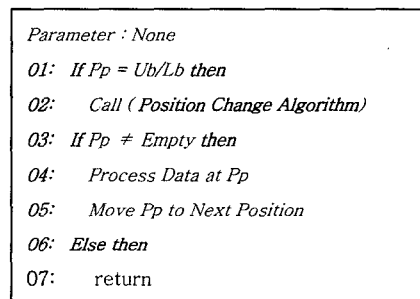 Parameter : None
01: If Pp = Ub/Lb then
02: Call ( Position Change Algorithm)
03: If Pp ≠ Empty then
04: Process Data at Pp
05: Move Pp to Next Position
06: Else then
07: return